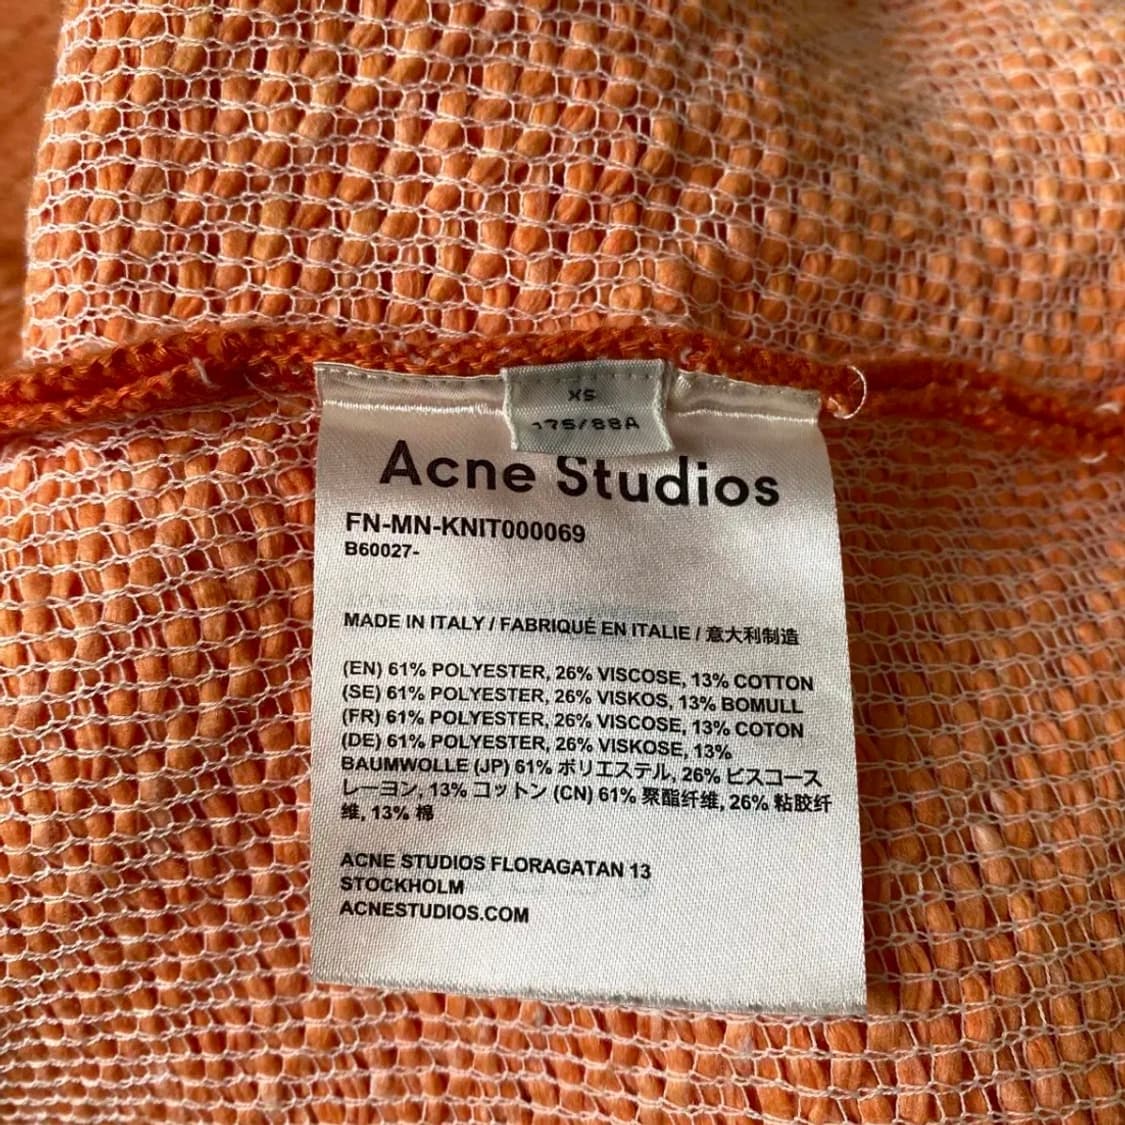 XS
175/88A
Acne Studios
FN-MN-KNIT000069
B60027-
MADE IN ITALY / FABRIQUÉ EN ITALIE / 意大利制造
(EN) 61% POLYESTER, 26% VISCOSE, 13% COTTON
(SE) 61% POLYESTER, 26% VISKOS, 13% BOMULL
(FR) 61% POLYESTER, 26% VISCOSE, 13% COTON
(DE) 61% POLYESTER, 26% VISKOSE, 13%
BAUMWOLLE (JP) 61% ポリエステル, 26% ビスコース
レーヨン, 13% コットン (CN) 61% 聚酯纤维, 26% 粘胶纤
维, 13% 棉
ACNE STUDIOS FLORAGATAN 13
STOCKHOLM
ACNESTUDIOS.COM